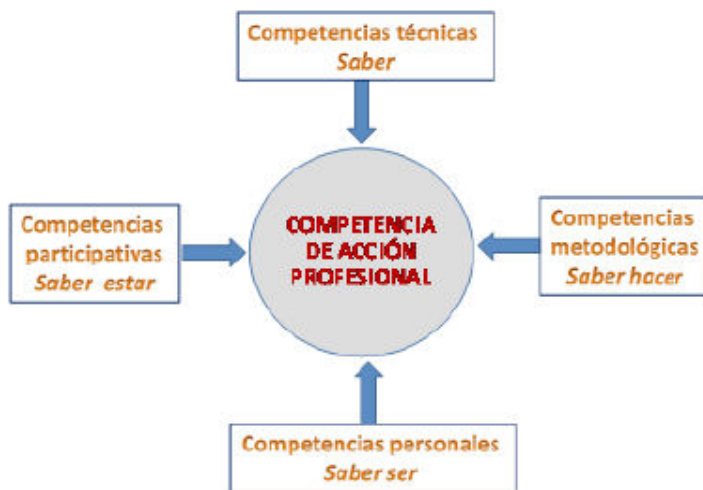 Competencias técnicas
Saber
Competencias
participativas
Saber estar
COMPETENCIA
DE ACCIÓN
PROFESIONAL
Competencias
metodológicas
Saber hacer
Competencias personales
Saber ser